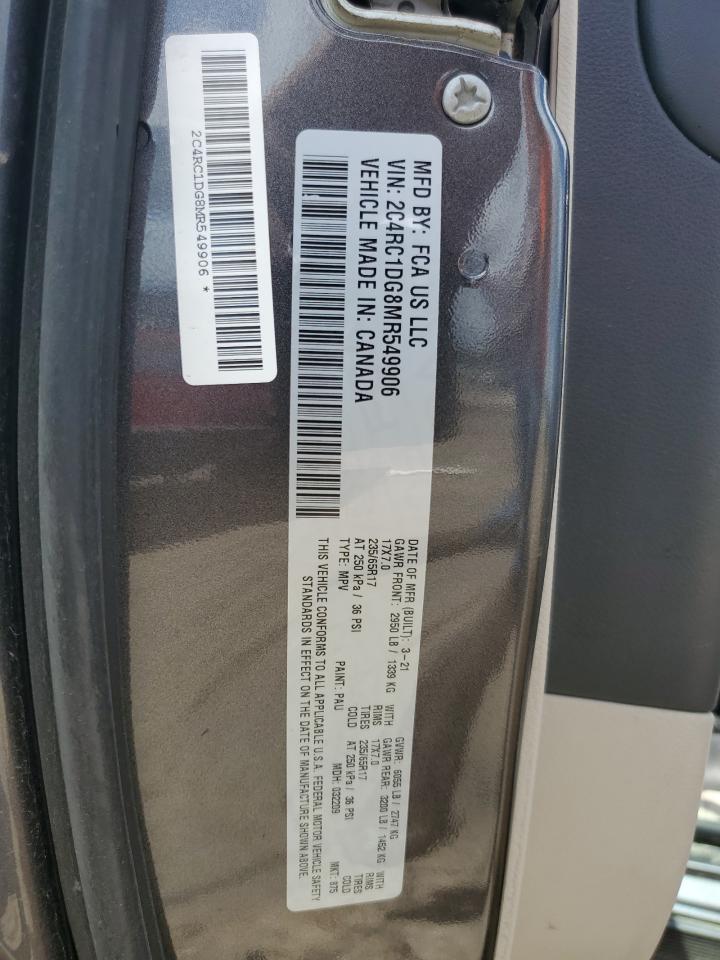 2C4RC1DG8MR549906 *
MFD BY: FCA US LLC
VIN: 2C4RC1DG8MR549906
VEHICLE MADE IN: CANADA
DATE OF MFR (BUILT): 3-21 GVWR: 6055 LB / 2747 KG
GAWR FRONT: 2950 LB / 1339 KG WITH GAWR REAR: 3200 LB / 1452 KG WITH
17X7.0 RIMS 17X7.0 RIMS
235/65R17 TIRES 235/65R17 TIRES
AT 250 kPa / 36 PSI COLD AT 250 kPa / 36 PSI COLD
TYPE: MPV PAINT: PAU MDH: 032209 MKT: B75
THIS VEHICLE CONFORMS TO ALL APPLICABLE U.S.A. FEDERAL MOTOR VEHICLE SAFETY
STANDARDS IN EFFECT ON THE DATE OF MANUFACTURE SHOWN ABOVE.